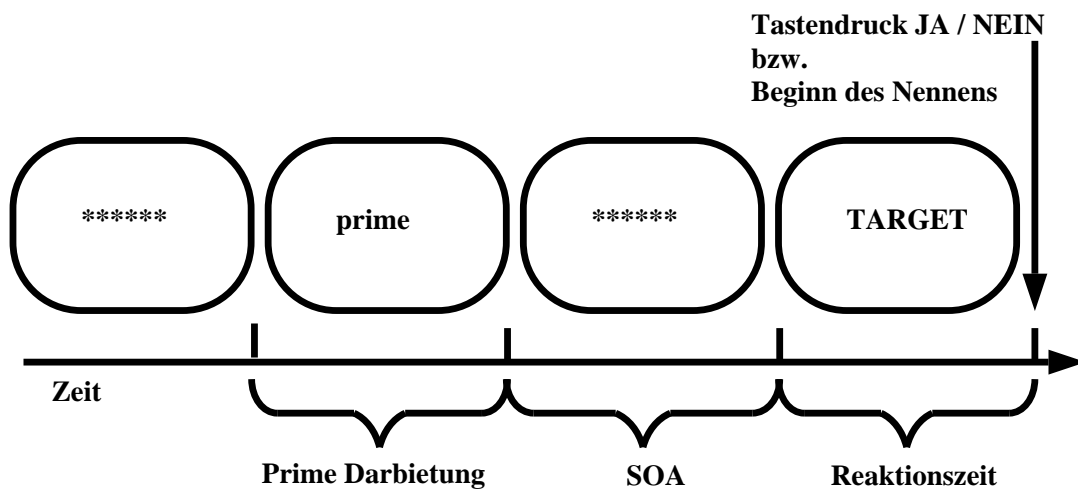 Tastendruck JA / NEIN
bzw.
Beginn des Nennens
****** prime ****** TARGET
Zeit
Prime Darbietung SOA Reaktionszeit